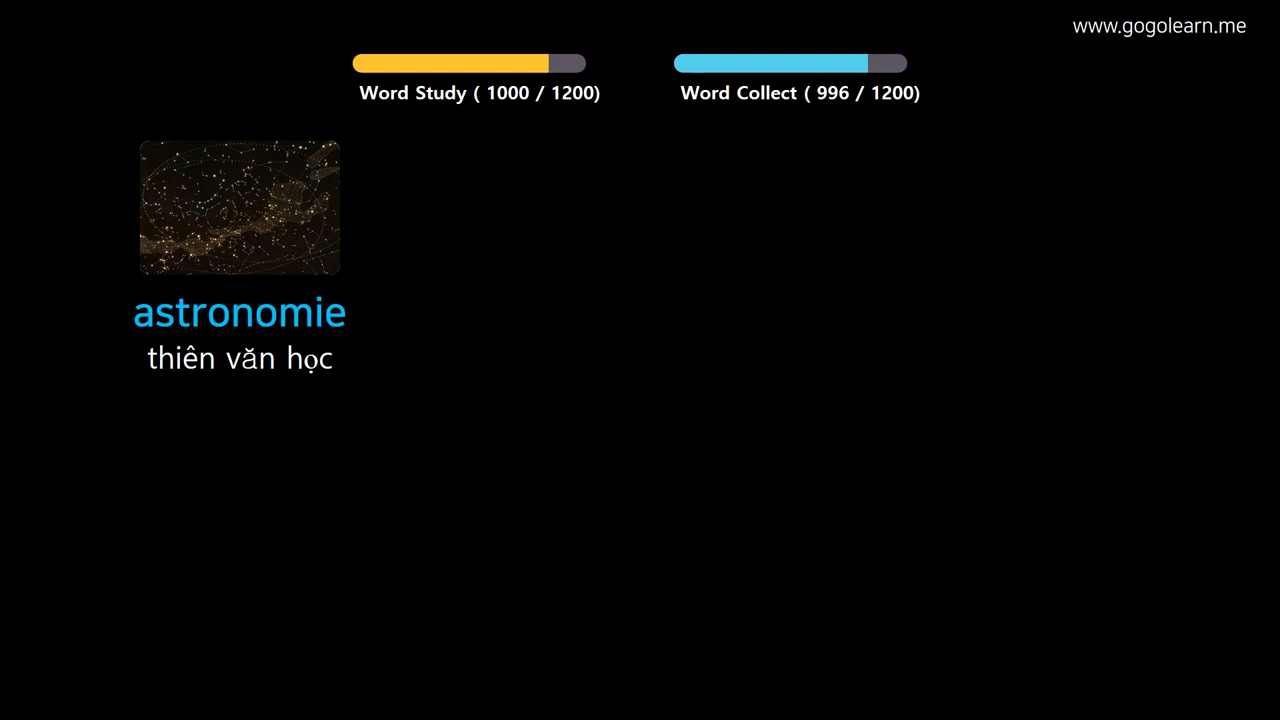 www.gogolearn.me
Word Study ( 1000 / 1200)
Word Collect ( 996 / 1200)
astronomie
thiên văn học